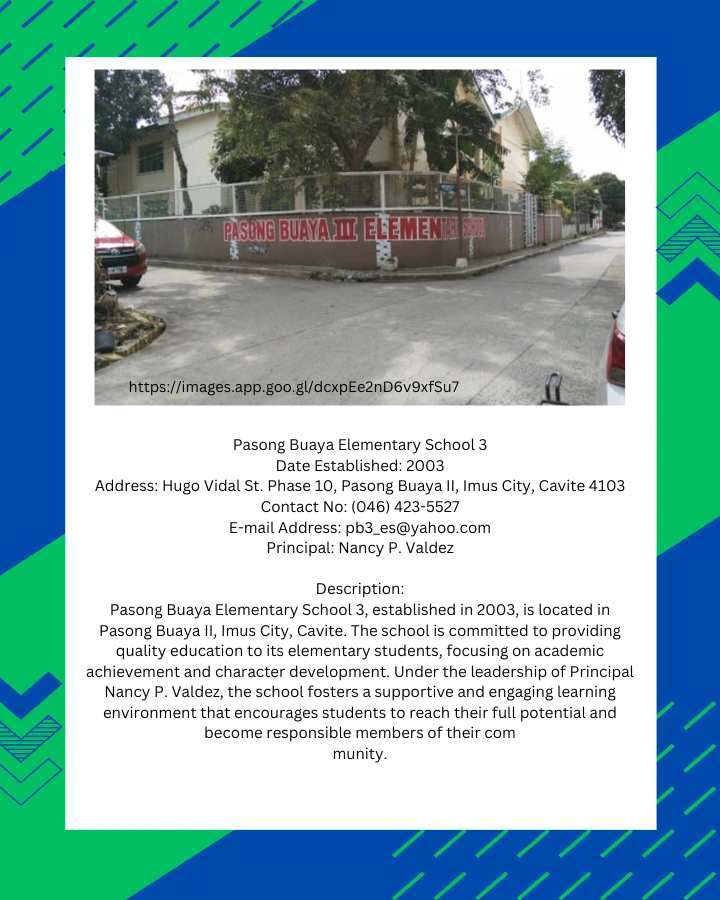 PASONG BUAYA III ELEMENTARY SCHOOL
https://images.app.goo.gl/dcxpEe2nD6v9xfSu7
Pasong Buaya Elementary School 3
Date Established: 2003
Address: Hugo Vidal St. Phase 10, Pasong Buaya II, Imus City, Cavite 4103
Contact No: (046) 423-5527
E-mail Address: pb3_es@yahoo.com
Principal: Nancy P. Valdez
Description:
Pasong Buaya Elementary School 3, established in 2003, is located in
Pasong Buaya II, Imus City, Cavite. The school is committed to providing
quality education to its elementary students, focusing on academic
achievement and character development. Under the leadership of Principal
Nancy P. Valdez, the school fosters a supportive and engaging learning
environment that encourages students to reach their full potential and
become responsible members of their com
munity.